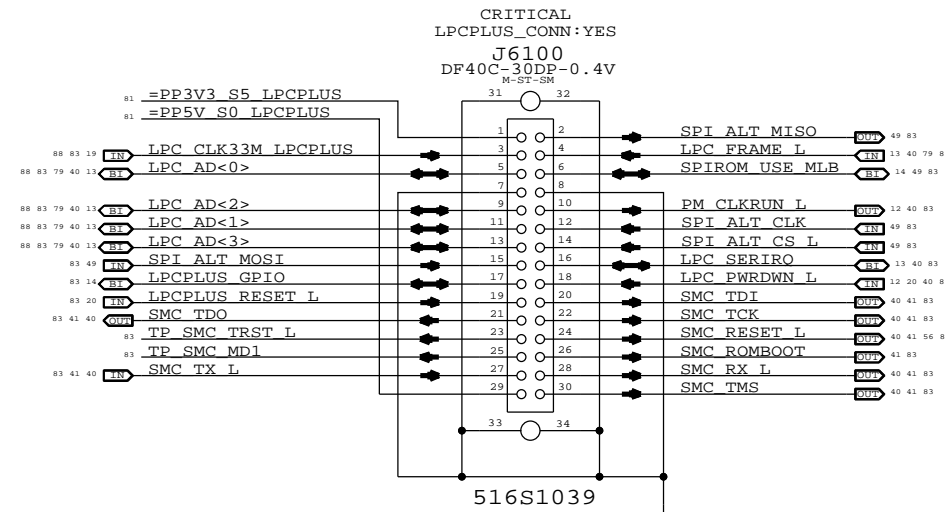 CRITICAL
LPCPLUS_CONN:YES
J6100
DF40C-30DP-0.4V
M-ST-SM
31 32
81 =PP3V3_S5_LPCPLUS
81 =PP5V_S0_LPCPLUS
1 2 SPI_ALT_MISO OUT 49 83
88 83 19 IN LPC_CLK33M_LPCPLUS 3 4 LPC_FRAME_L IN 13 40 79 8
88 83 79 40 13 BI LPC_AD<0> 5 6 SPIROM_USE_MLB BI 14 49 83
7 8
88 83 79 40 13 BI LPC_AD<2> 9 10 PM_CLKRUN_L OUT 12 40 83
88 83 79 40 13 BI LPC_AD<1> 11 12 SPI_ALT_CLK IN 49 83
88 83 79 40 13 BI LPC_AD<3> 13 14 SPI_ALT_CS_L IN 49 83
83 49 IN SPI_ALT_MOSI 15 16 LPC_SERIRQ BI 13 40 83
83 14 BI LPCPLUS_GPIO 17 18 LPC_PWRDWN_L IN 12 20 40 8
83 20 IN LPCPLUS_RESET_L 19 20 SMC_TDI OUT 40 41 83
83 41 40 OUT SMC_TDO 21 22 SMC_TCK OUT 40 41 83
83 TP_SMC_TRST_L 23 24 SMC_RESET_L OUT 40 41 56 8
83 TP_SMC_MD1 25 26 SMC_ROMBOOT OUT 41 83
83 41 40 IN SMC_TX_L 27 28 SMC_RX_L OUT 40 41 83
29 30 SMC_TMS OUT 40 41 83
33 34
516S1039